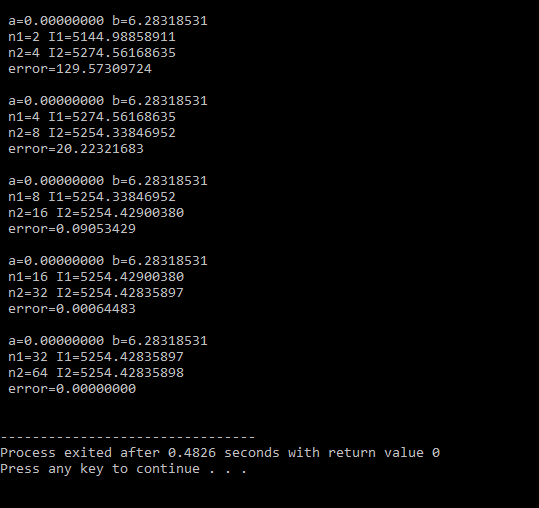 a=0.00000000 b=6.28318531
n1=2 I1=5144.98858911
n2=4 I2=5274.56168635
error=129.57309724
a=0.00000000 b=6.28318531
n1=4 I1=5274.56168635
n2=8 I2=5254.33846952
error=20.22321683
a=0.00000000 b=6.28318531
n1=8 I1=5254.33846952
n2=16 I2=5254.42900380
error=0.09053429
a=0.00000000 b=6.28318531
n1=16 I1=5254.42900380
n2=32 I2=5254.42835897
error=0.00064483
a=0.00000000 b=6.28318531
n1=32 I1=5254.42835897
n2=64 I2=5254.42835898
error=0.00000000
--------------------------------
Process exited after 0.4826 seconds with return value 0
Press any key to continue . . .